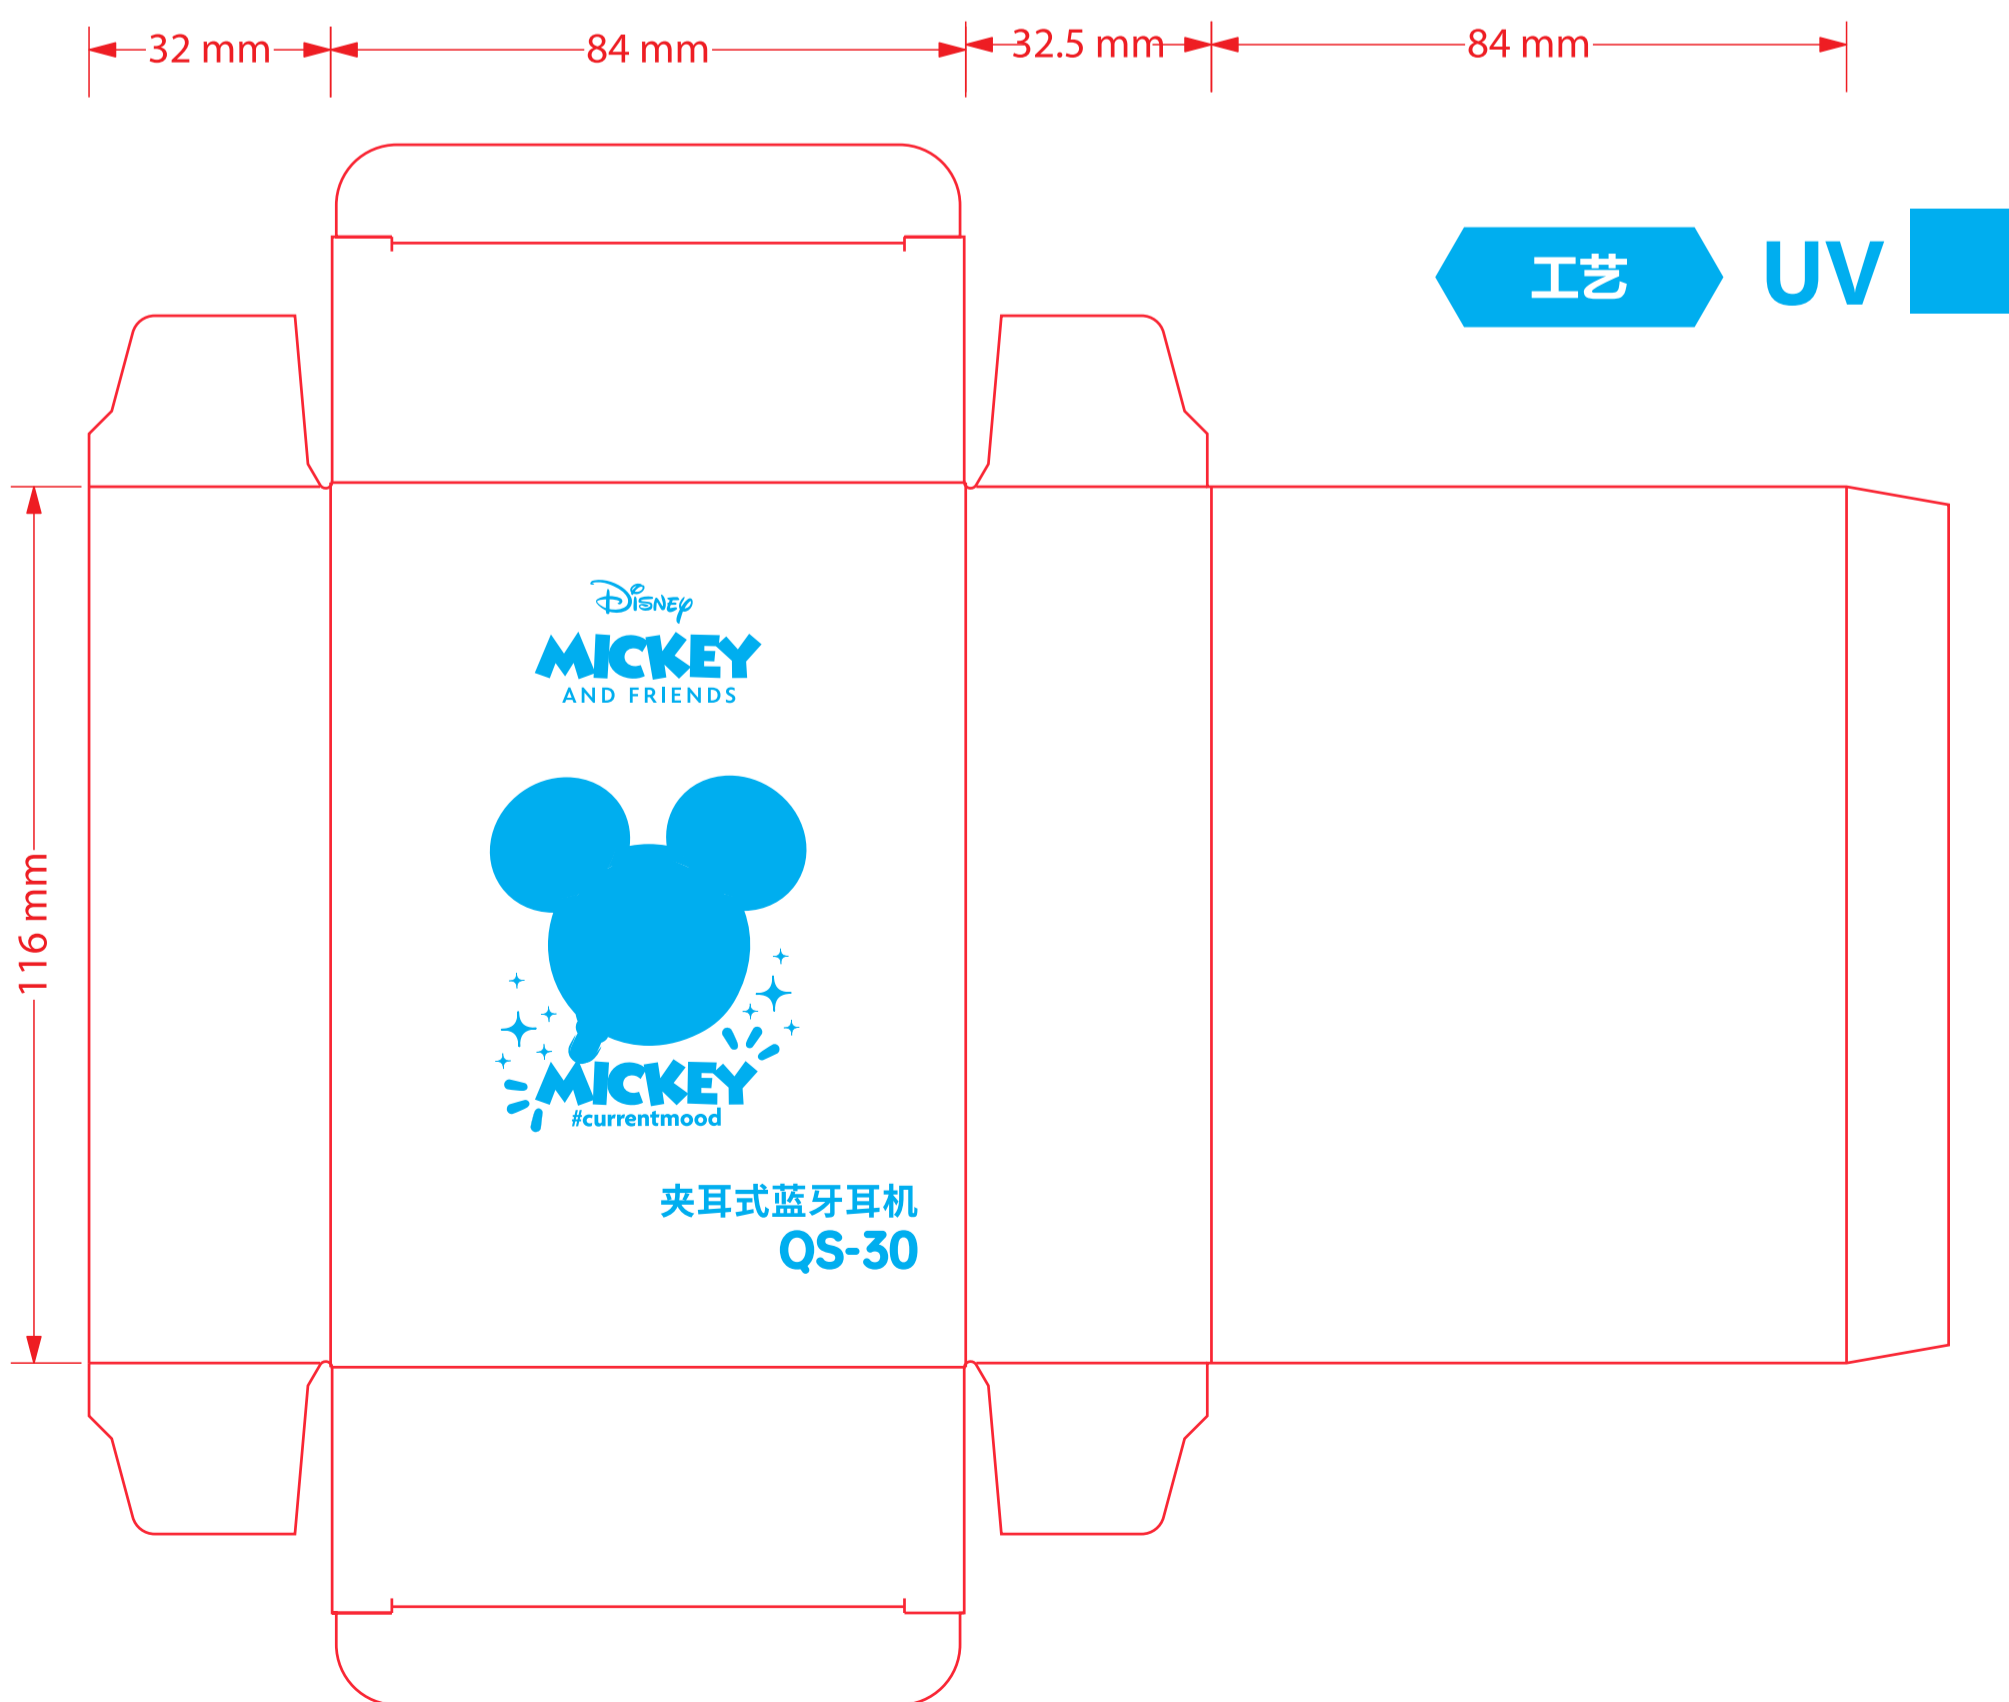 32 mm
84 mm
32.5 mm
84 mm
工艺
UV
116 mm
Disney
MICKEY
AND FRIENDS
MICKEY
#currentmood
夹耳式蓝牙耳机
QS-30